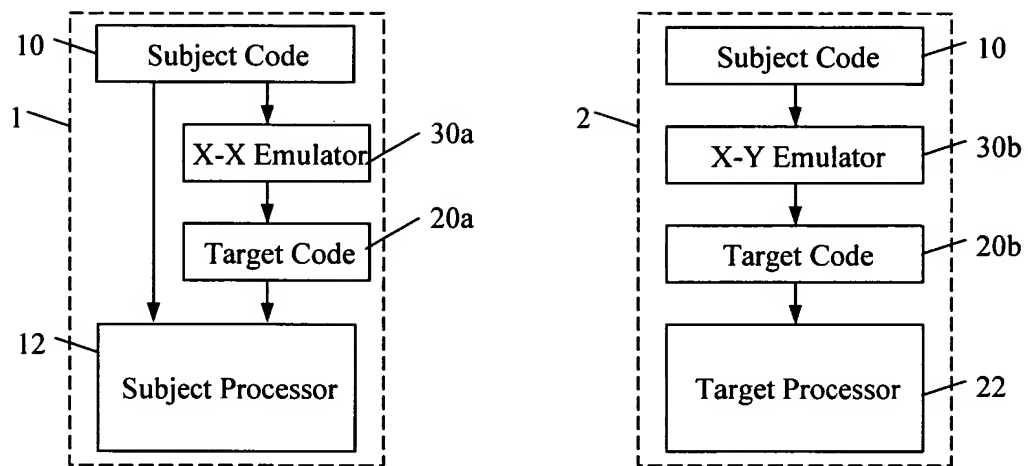 10
Subject Code
1
X-X Emulator
30a
Target Code
20a
12
Subject Processor
Subject Code
10
2
X-Y Emulator
30b
Target Code
20b
Target Processor
22